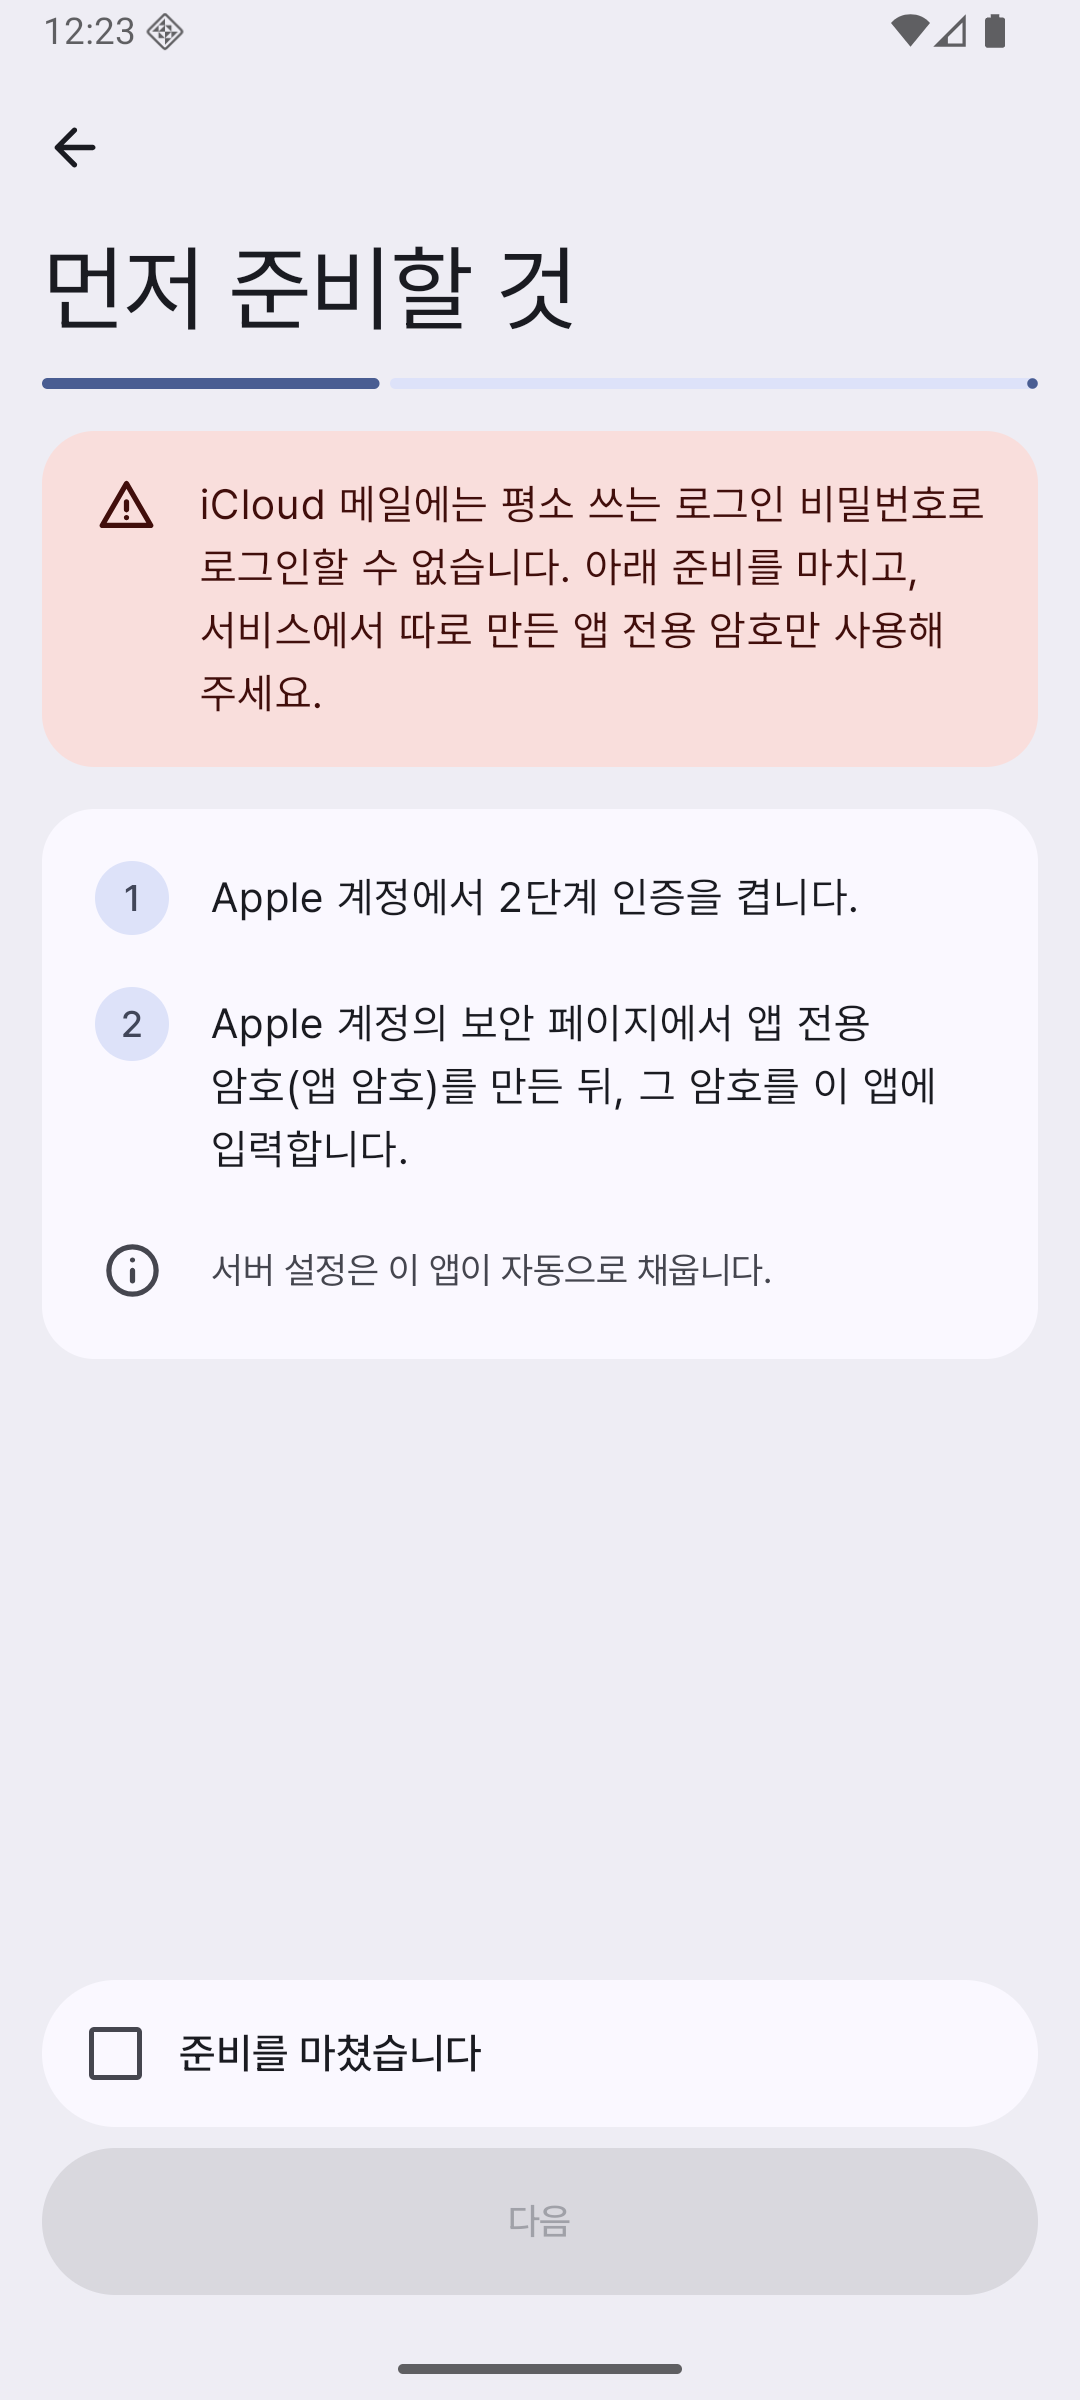 12:23
먼저 준비할 것
iCloud 메일에는 평소 쓰는 로그인 비밀번호로
로그인할 수 없습니다. 아래 준비를 마치고,
서비스에서 따로 만든 앱 전용 암호만 사용해
주세요.
1 Apple 계정에서 2단계 인증을 켭니다.
2 Apple 계정의 보안 페이지에서 앱 전용
암호(앱 암호)를 만든 뒤, 그 암호를 이 앱에
입력합니다.
서버 설정은 이 앱이 자동으로 채웁니다.
준비를 마쳤습니다
다음